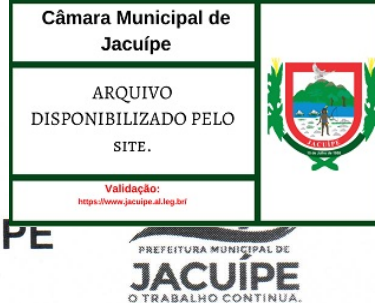 Câmara Municipal de
Jacuípe
ARQUIVO
DISPONIBILIZADO PELO
SITE.
Validação:
https://www.jacuipe.al.leg.br/
JACUÍPE
PE
PREFEITURA MUNICIPAL DE
JACUÍPE
O TRABALHO CONTINUA.